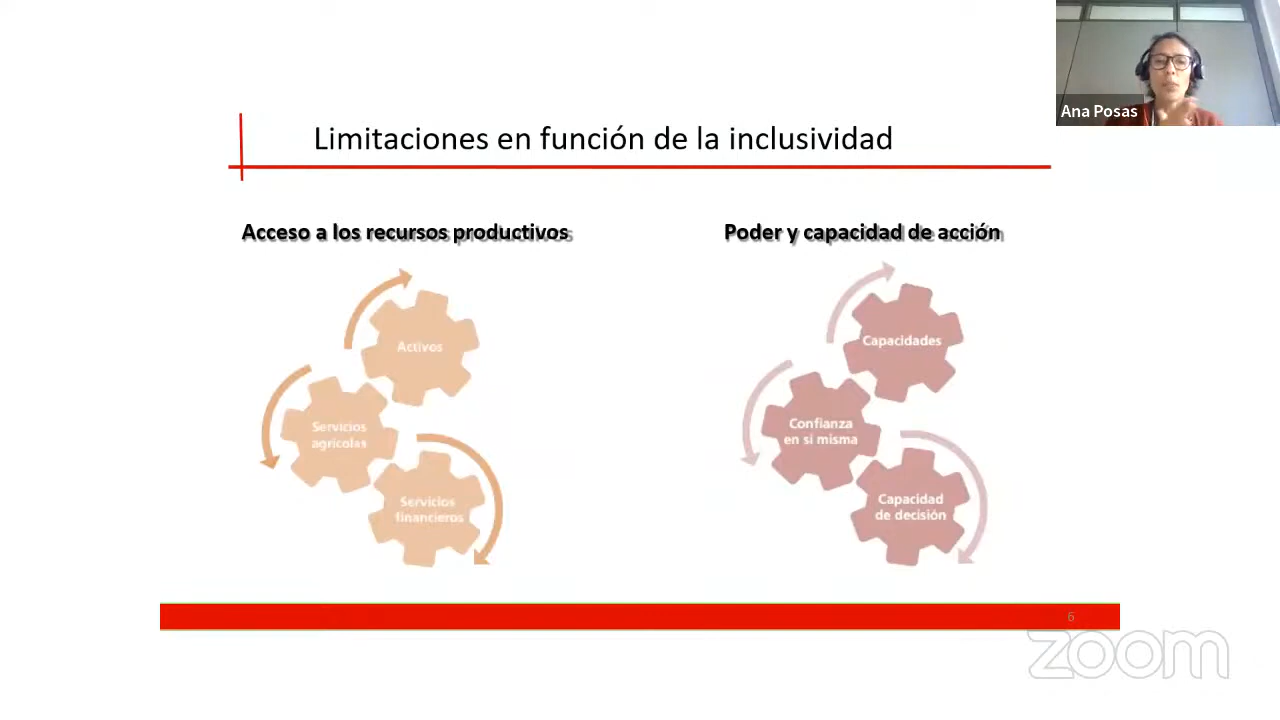 Ana Posas
Limitaciones en función de la inclusividad
Acceso a los recursos productivos
Activos
Servicios
agrícolas
Servicios
financieros
Poder y capacidad de acción
Capacidades
Confianza
en sí misma
Capacidad
de decisión
6
zoom